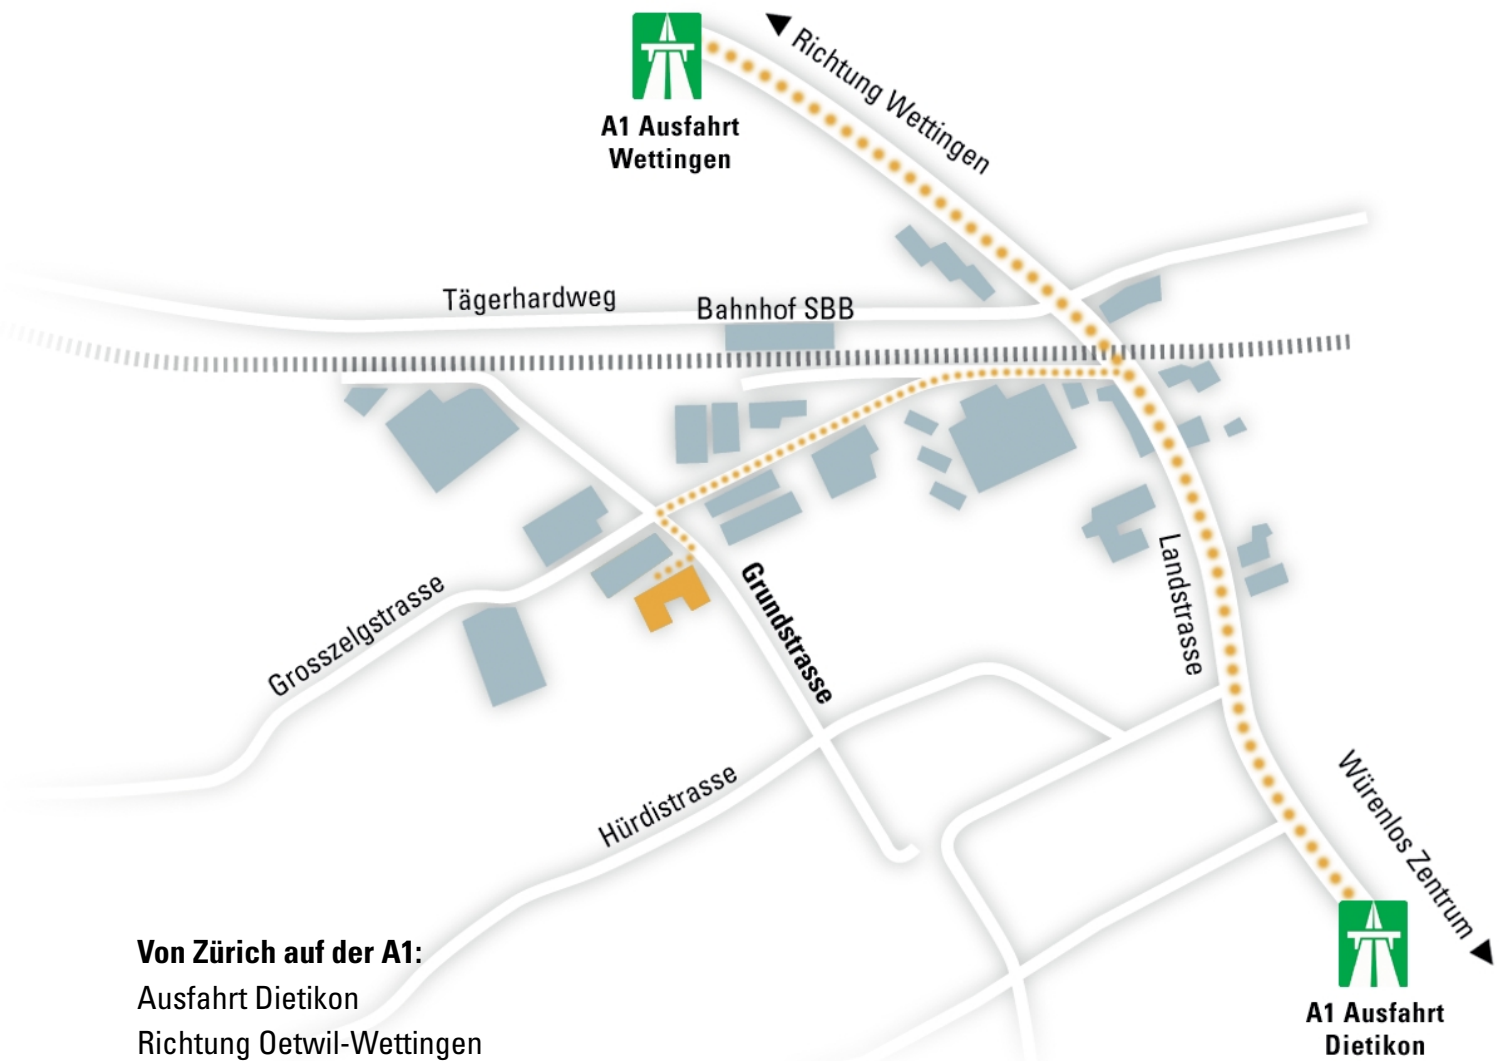 A1 Ausfahrt
Wettingen
Richtung Wettingen
Tägerhardweg
Bahnhof SBB
Grosszelgstrasse
Grundstrasse
Landstrasse
Hürdistrasse
Würenlos Zentrum
Von Zürich auf der A1:
Ausfahrt Dietikon
Richtung Oetwil-Wettingen
A1 Ausfahrt
Dietikon